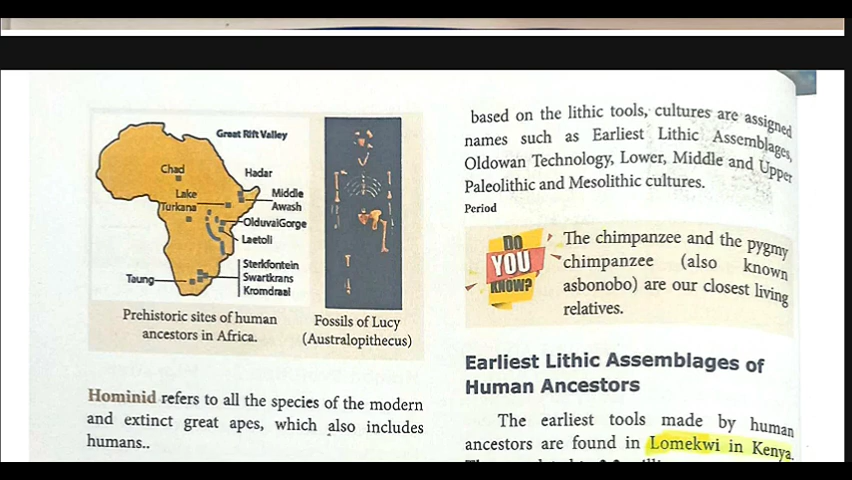 Great Rift Valley
Chad
Hadar
Lake
Turkana
Middle
Awash
OlduvaiGorge
Laetoli
Sterkfontein
Swartkrans
Kromdraai
Taung
Prehistoric sites of human
ancestors in Africa.
Fossils of Lucy
(Australopithecus)
Hominid refers to all the species of the modern
and extinct great apes, which also includes
humans..
based on the lithic tools, cultures are assigned
names such as Earliest Lithic Assemblages,
Oldowan Technology, Lower, Middle and Upper
Paleolithic and Mesolithic cultures.
Period
DO
YOU
KNOW?
The chimpanzee and the pygmy
chimpanzee (also known
asbonobo) are our closest living
relatives.
Earliest Lithic Assemblages of
Human Ancestors
The earliest tools made by human
ancestors are found in Lomekwi in Kenya.